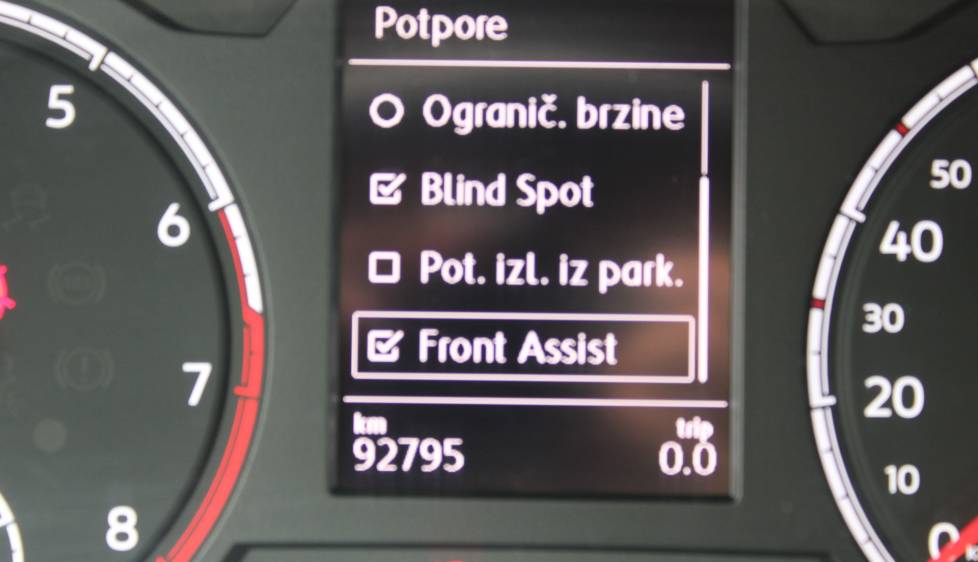 Potpore
Ogranič. brzine
Blind Spot
Pot. izl. iz park.
Front Assist
km
92795
trip
0.0
5
6
7
8
50
40
30
20
10
0